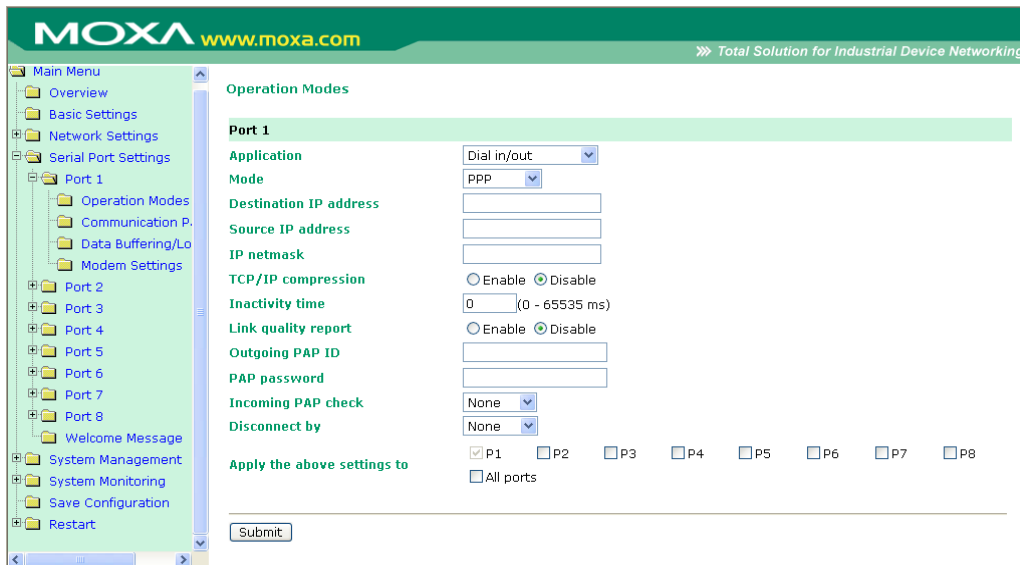 MOXA www.moxa.com
Total Solution for Industrial Device Networking
Main Menu
Overview
Basic Settings
Network Settings
Serial Port Settings
Port 1
Operation Modes
Communication P
Data Buffering/Lo
Modem Settings
Port 2
Port 3
Port 4
Port 5
Port 6
Port 7
Port 8
Welcome Message
System Management
System Monitoring
Save Configuration
Restart
Operation Modes
Port 1
Application Dial in/out
Mode PPP
Destination IP address
Source IP address
IP netmask
TCP/IP compression Enable Disable
Inactivity time 0 (0 - 65535 ms)
Link quality report Enable Disable
Outgoing PAP ID
PAP password
Incoming PAP check None
Disconnect by None
Apply the above settings to P1 P2 P3 P4 P5 P6 P7 P8
All ports
Submit